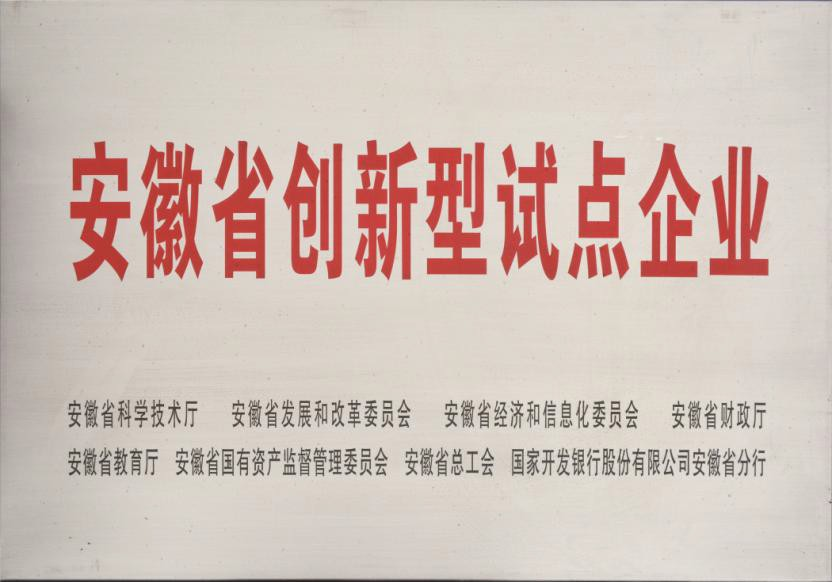 安徽省创新型试点企业
安徽省科学技术厅 安徽省发展和改革委员会 安徽省经济和信息化委员会 安徽省财政厅
安徽省教育厅 安徽省国有资产监督管理委员会 安徽省总工会 国家开发银行股份有限公司安徽省分行